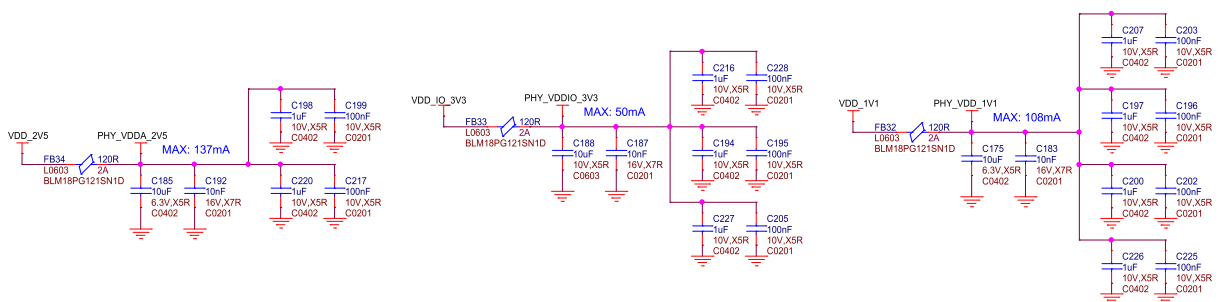 VDD_2V5
FB34
L0603
BLM18PG121SN1D
120R
2A
PHY_VDDA_2V5
MAX: 137mA
C185
10uF
6.3V,X5R
C0402
C192
10nF
16V,X7R
C0201
C198
1uF
10V,X5R
C0402
C199
100nF
10V,X5R
C0201
C220
1uF
10V,X5R
C0402
C217
100nF
10V,X5R
C0201
VDD_IO_3V3
FB33
L0603
BLM18PG121SN1D
120R
2A
PHY_VDDIO_3V3
MAX: 50mA
C188
10uF
10V,X5R
C0603
C187
10nF
16V,X7R
C0201
C216
1uF
10V,X5R
C0402
C228
100nF
10V,X5R
C0201
C194
1uF
10V,X5R
C0402
C195
100nF
10V,X5R
C0201
C227
1uF
10V,X5R
C0402
C205
100nF
10V,X5R
C0201
VDD_1V1
FB32
L0603
BLM18PG121SN1D
120R
2A
PHY_VDD_1V1
MAX: 108mA
C175
10uF
6.3V,X5R
C0402
C183
10nF
16V,X7R
C0201
C207
1uF
10V,X5R
C0402
C203
100nF
10V,X5R
C0201
C197
1uF
10V,X5R
C0402
C196
100nF
10V,X5R
C0201
C200
1uF
10V,X5R
C0402
C202
100nF
10V,X5R
C0201
C226
1uF
10V,X5R
C0402
C225
100nF
10V,X5R
C0201